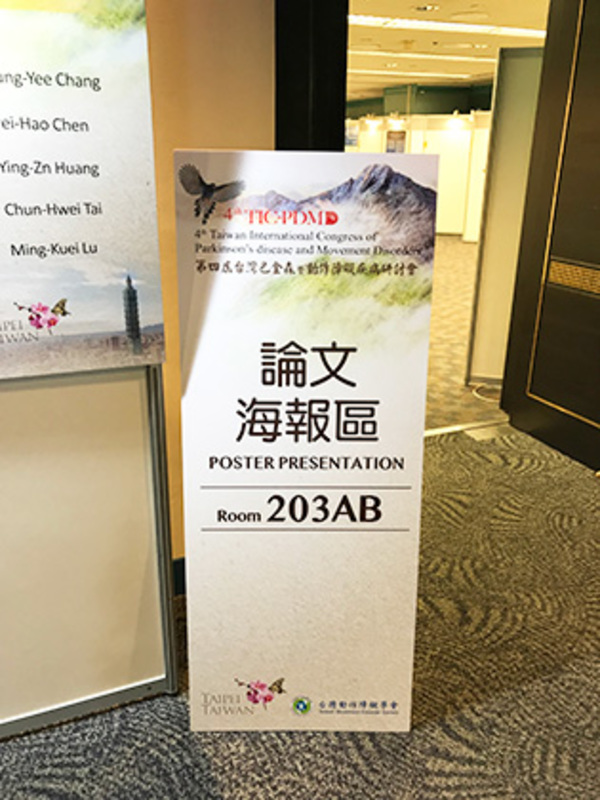 ng-Yee Chang
ei-Hao Chen
Ying-Zn Huang
Chun-Hwei Tai
Ming-Kuei Lu
TAIPEI
TAIWAN
4th TIC-PDMD
4th Taiwan International Congress of
Parkinson's disease and Movement Disorders
第四屆台灣巴金森暨動作障礙疾病研討會
論文
海報區
POSTER PRESENTATION
Room 203AB
TAIPEI
TAIWAN
台灣動作障礙學會